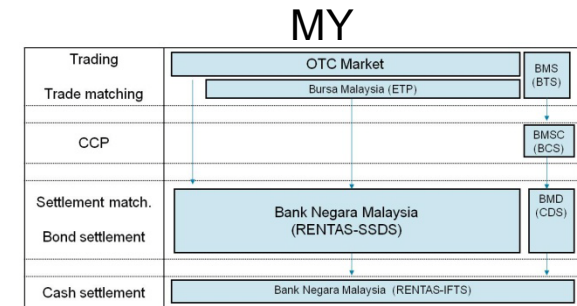 MY
Trading
OTC Market
BMS
(BTS)
Trade matching
Bursa Malaysia (ETP)
CCP
BMSC
(BCS)
Settlement match.
Bond settlement
Bank Negara Malaysia
(RENTAS-SSDS)
BMD
(CDS)
Cash settlement
Bank Negara Malaysia (RENTAS-IFTS)